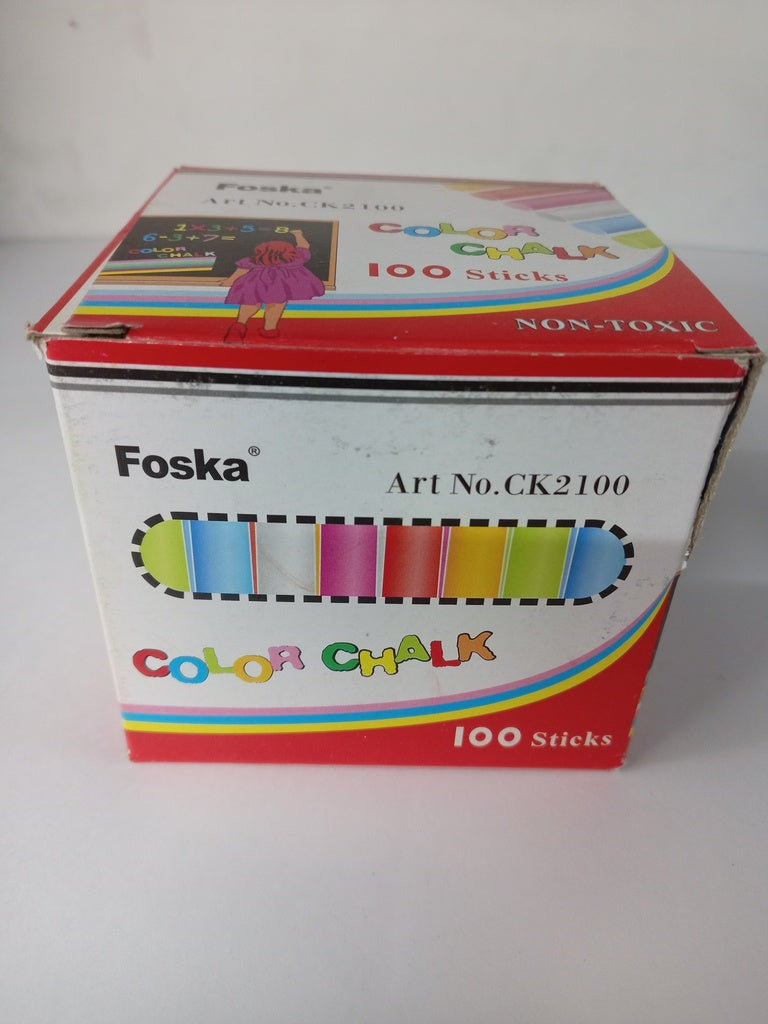 Foska®
Art No.CK2100
1×3+5=8
6-3+7=
COLOR
CHALK
COLOR
CHALK
100 Sticks
NON-TOXIC
Foska®
Art No.CK2100
COLOR CHALK
100 Sticks